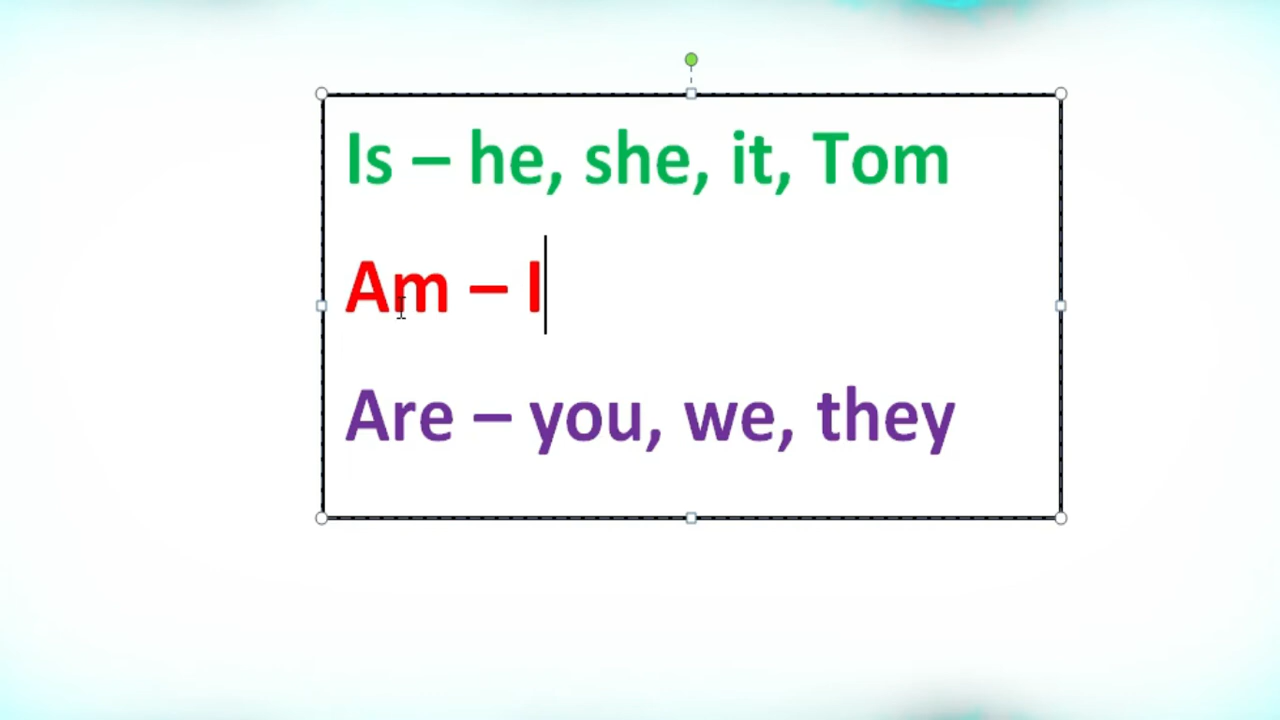 Is – he, she, it, Tom
Am – I
Are – you, we, they